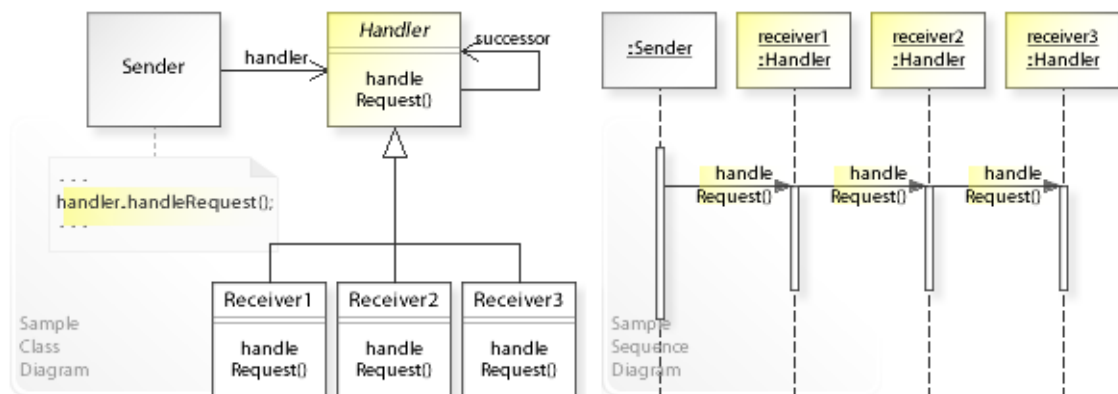 Sender
handler
Handler
handle
Request()
successor
- - -
handler.handleRequest();
- - -
Receiver1
handle
Request()
Receiver2
handle
Request()
Receiver3
handle
Request()
Sample
Class
Diagram
:Sender
receiver1
:Handler
receiver2
:Handler
receiver3
:Handler
handle
Request()
handle
Request()
handle
Request()
Sample
Sequence
Diagram